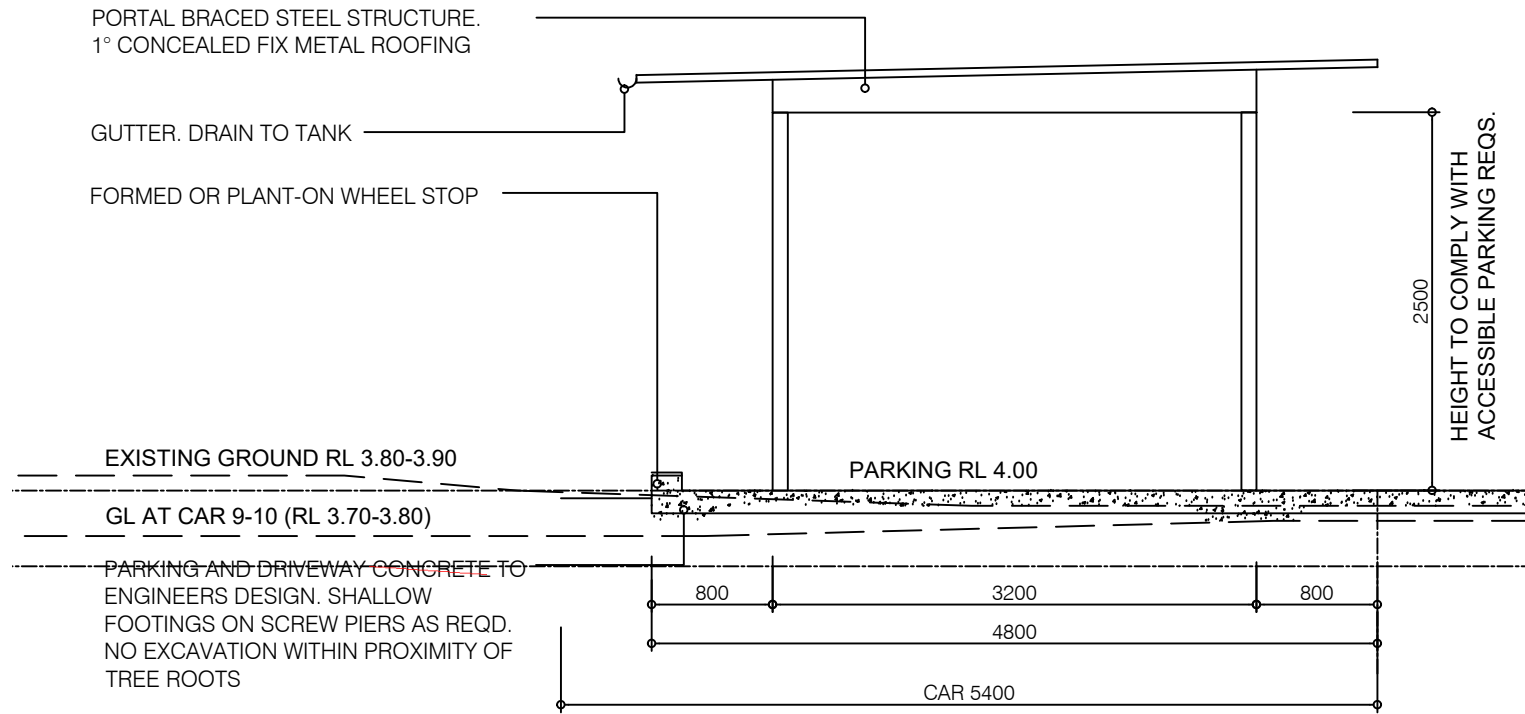 PORTAL BRACED STEEL STRUCTURE.
1° CONCEALED FIX METAL ROOFING
GUTTER. DRAIN TO TANK
FORMED OR PLANT-ON WHEEL STOP
2500
HEIGHT TO COMPLY WITH
ACCESSIBLE PARKING REQS.
EXISTING GROUND RL 3.80-3.90
PARKING RL 4.00
GL AT CAR 9-10 (RL 3.70-3.80)
PARKING AND DRIVEWAY CONCRETE TO
ENGINEERS DESIGN. SHALLOW
FOOTINGS ON SCREW PIERS AS REQD.
NO EXCAVATION WITHIN PROXIMITY OF
TREE ROOTS
800
3200
800
4800
CAR 5400